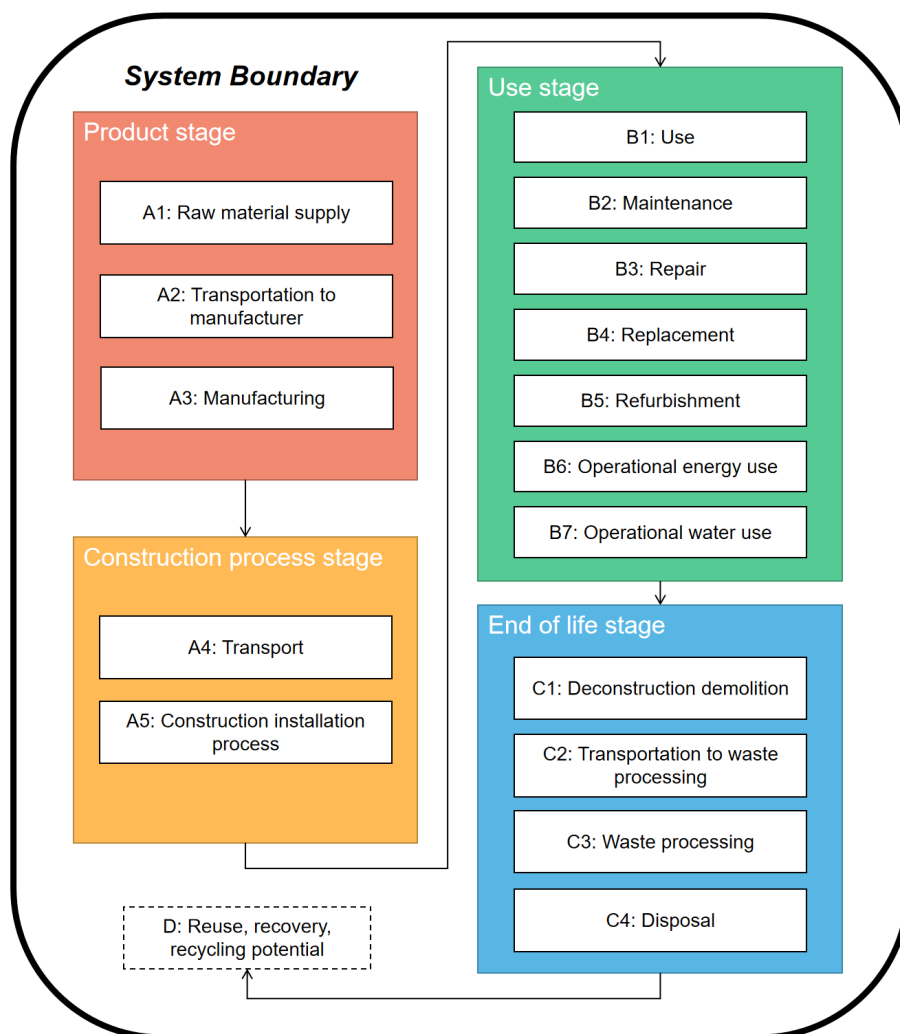 System Boundary
Product stage
A1: Raw material supply
A2: Transportation to
manufacturer
A3: Manufacturing
Construction process stage
A4: Transport
A5: Construction installation
process
D: Reuse, recovery,
recycling potential
Use stage
B1: Use
B2: Maintenance
B3: Repair
B4: Replacement
B5: Refurbishment
B6: Operational energy use
B7: Operational water use
End of life stage
C1: Deconstruction demolition
C2: Transportation to waste
processing
C3: Waste processing
C4: Disposal